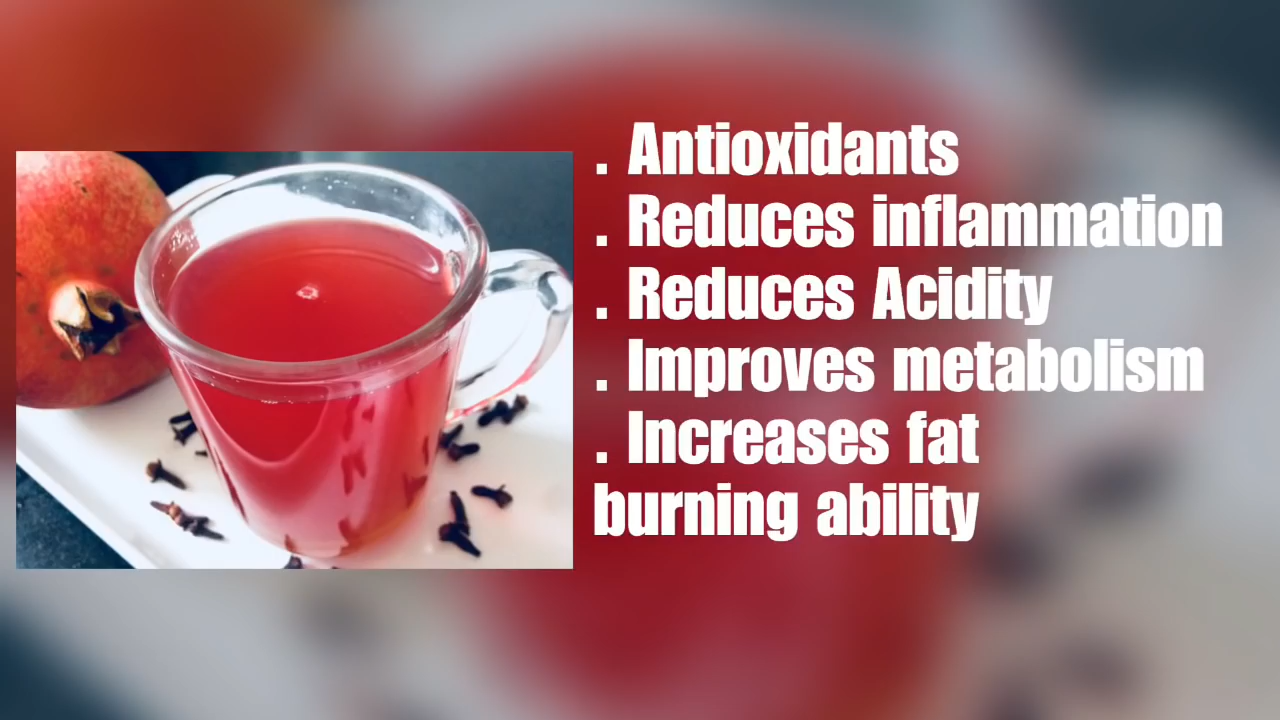 . Antioxidants
. Reduces inflammation
. Reduces Acidity
. Improves metabolism
. Increases fat
burning ability